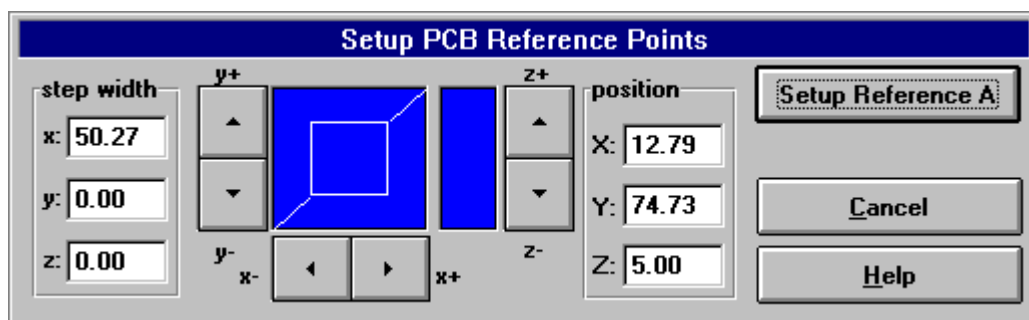 Setup PCB Reference Points
step width
x: 50.27
y: 0.00
z: 0.00
y+
y-
x-
x+
z+
z-
position
X: 12.79
Y: 74.73
Z: 5.00
Setup Reference A
Cancel
Help